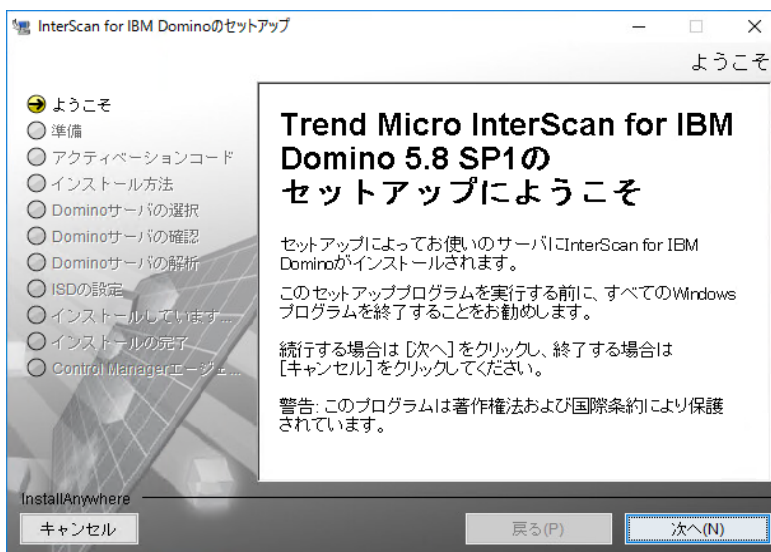 InterScan for IBM Dominoのセットアップ
ようこそ
ようこそ
準備
アクティベーションコード
インストール方法
Dominoサーバの選択
Dominoサーバの確認
Dominoサーバの解析
ISDの設定
インストールしています...
インストールの完了
Control Managerエージェ...
Trend Micro InterScan for IBM
Domino 5.8 SP1の
セットアップにようこそ
セットアップによってお使いのサーバにInterScan for IBM
Dominoがインストールされます。
このセットアッププログラムを実行する前に、すべてのWindows
プログラムを終了することをお勧めします。
続行する場合は [次へ] をクリックし、終了する場合は
[キャンセル] をクリックしてください。
警告: このプログラムは著作権法および国際条約により保護
されています。
InstallAnywhere
キャンセル
戻る(P)
次へ(N)